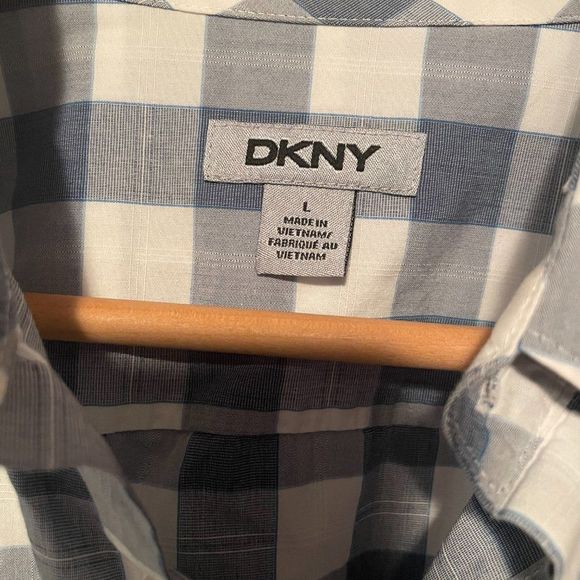 DKNY
L
MADE IN
VIETNAM/
FABRIQUÉ AU
VIETNAM